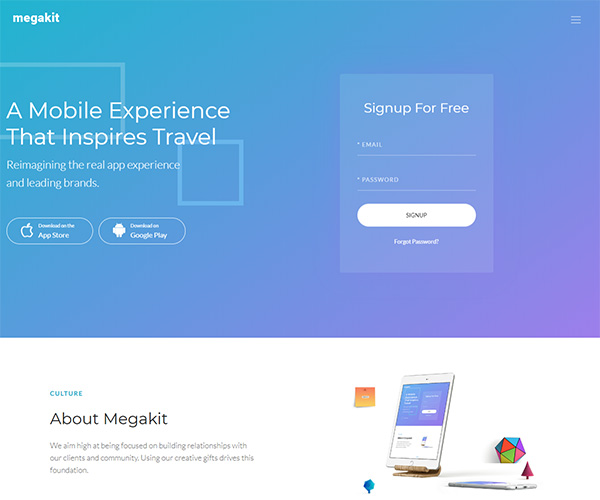 megakit
A Mobile Experience
That Inspires Travel
Reimagining the real app experience
and leading brands.
Download on the
App Store
Download on
Google Play
Signup For Free
* EMAIL
* PASSWORD
SIGNUP
Forgot Password?
CULTURE
About Megakit
We aim high at being focused on building relationships with
our clients and community. Using our creative gifts drives this
foundation.